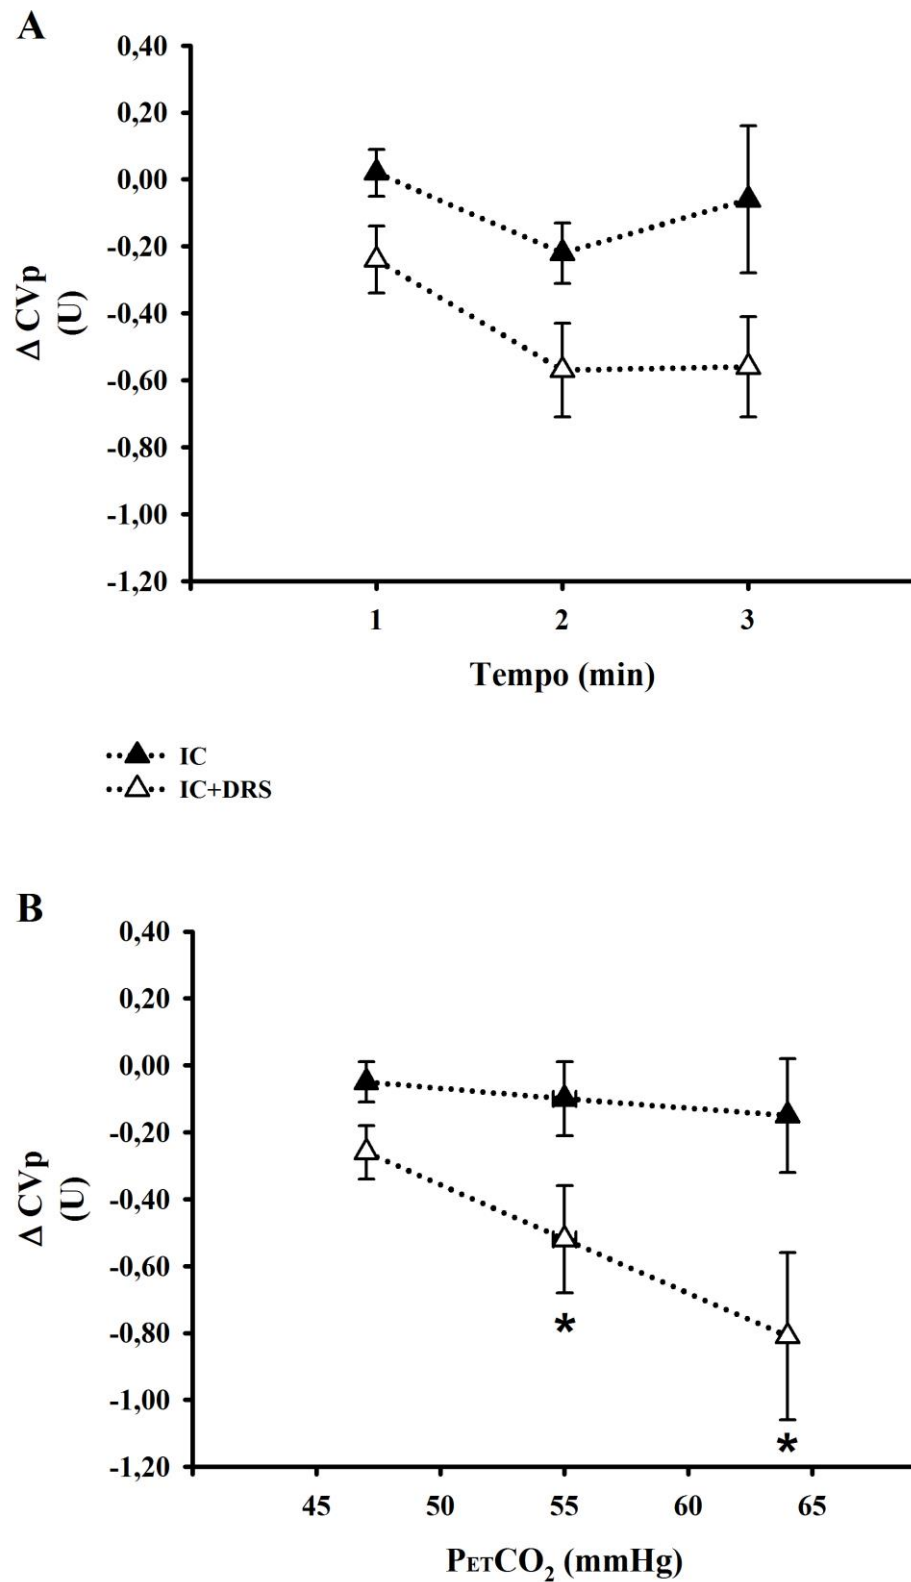 A
0,40
0,20
0,00
-0,20
-0,40
-0,60
-0,80
-1,00
-1,20
Δ CVp
(U)
1 2 3
Tempo (min)
IC
IC+DRS
B
0,40
0,20
0,00
-0,20
-0,40
-0,60
-0,80
-1,00
-1,20
Δ CVp
(U)
*
*
45 50 55 60 65
PETCO₂ (mmHg)